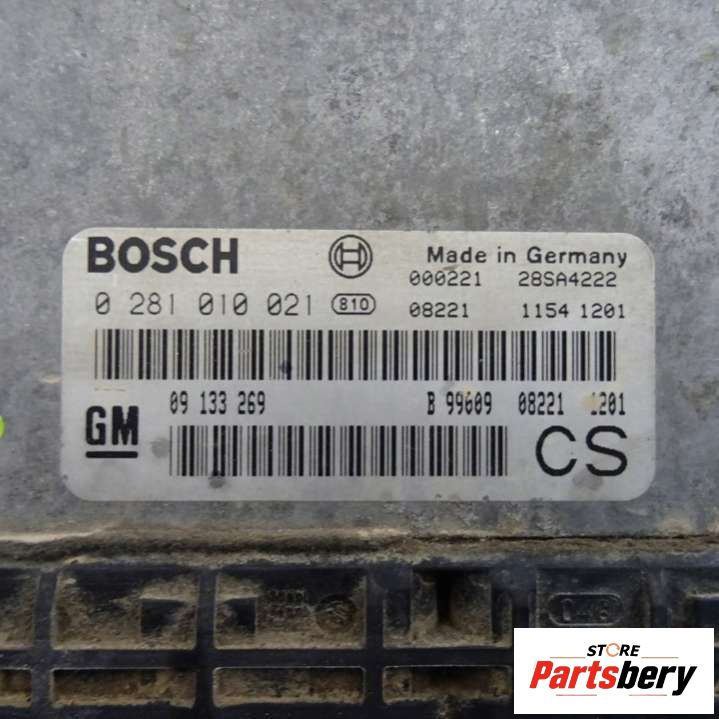 BOSCH
Made in Germany
000221 28SA4222
0 281 010 021 810
08221 1154 1201
09 133 269
B 99609 08221 1201
GM
CS
STORE
Partsbery